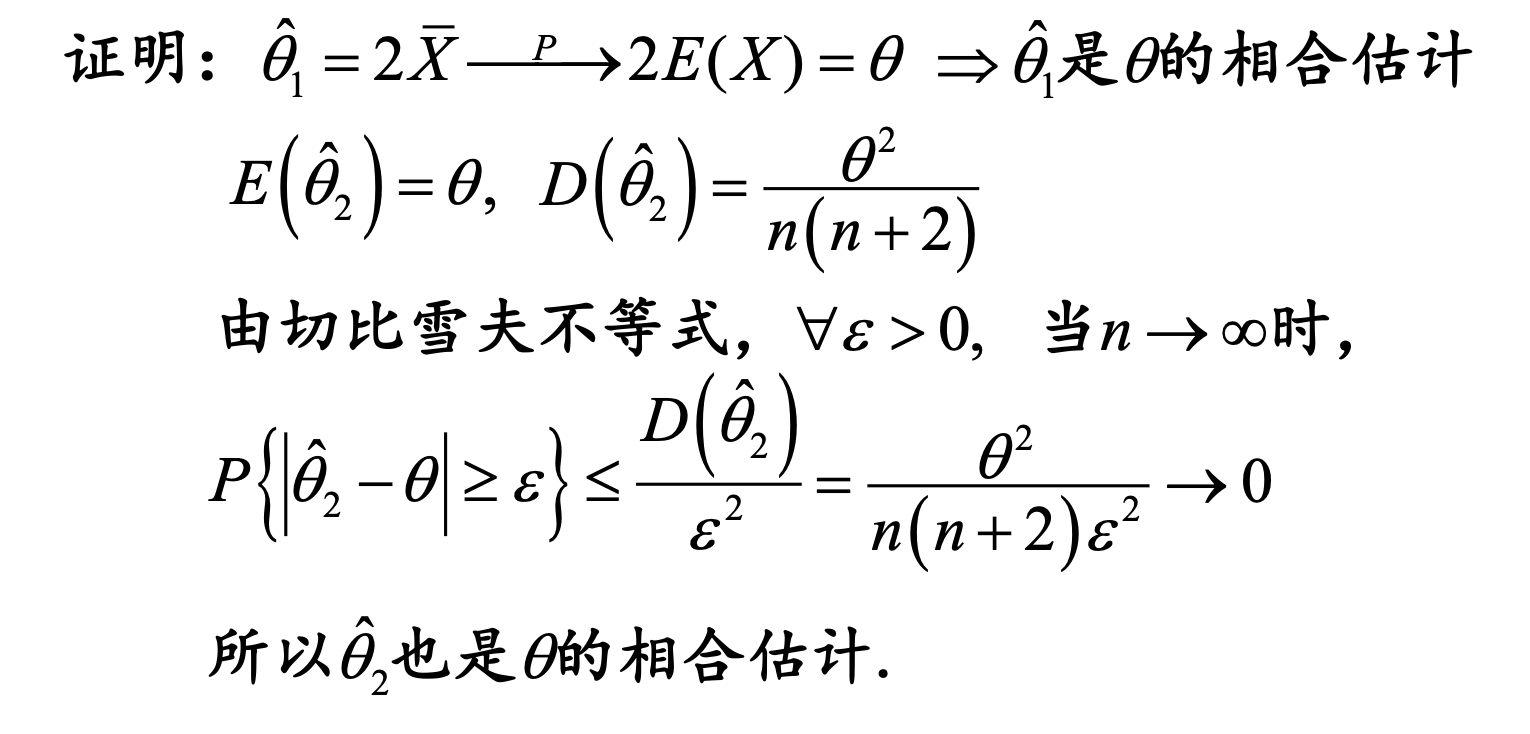 证明：$\hat{\theta}_1 = 2\overline{X} \xrightarrow{P} 2E(X) = \theta \Rightarrow \hat{\theta}_1$是$\theta$的相合估计
$E\left(\hat{\theta}_2\right) = \theta, \ D\left(\hat{\theta}_2\right) = \frac{\theta^2}{n(n+2)}$
由切比雪夫不等式，$\forall \varepsilon > 0,$ 当$n \to \infty$时，
$P\left\{\left|\hat{\theta}_2 - \theta\right| \geq \varepsilon\right\} \leq \frac{D\left(\hat{\theta}_2\right)}{\varepsilon^2} = \frac{\theta^2}{n(n+2)\varepsilon^2} \to 0$
所以$\hat{\theta}_2$也是$\theta$的相合估计.